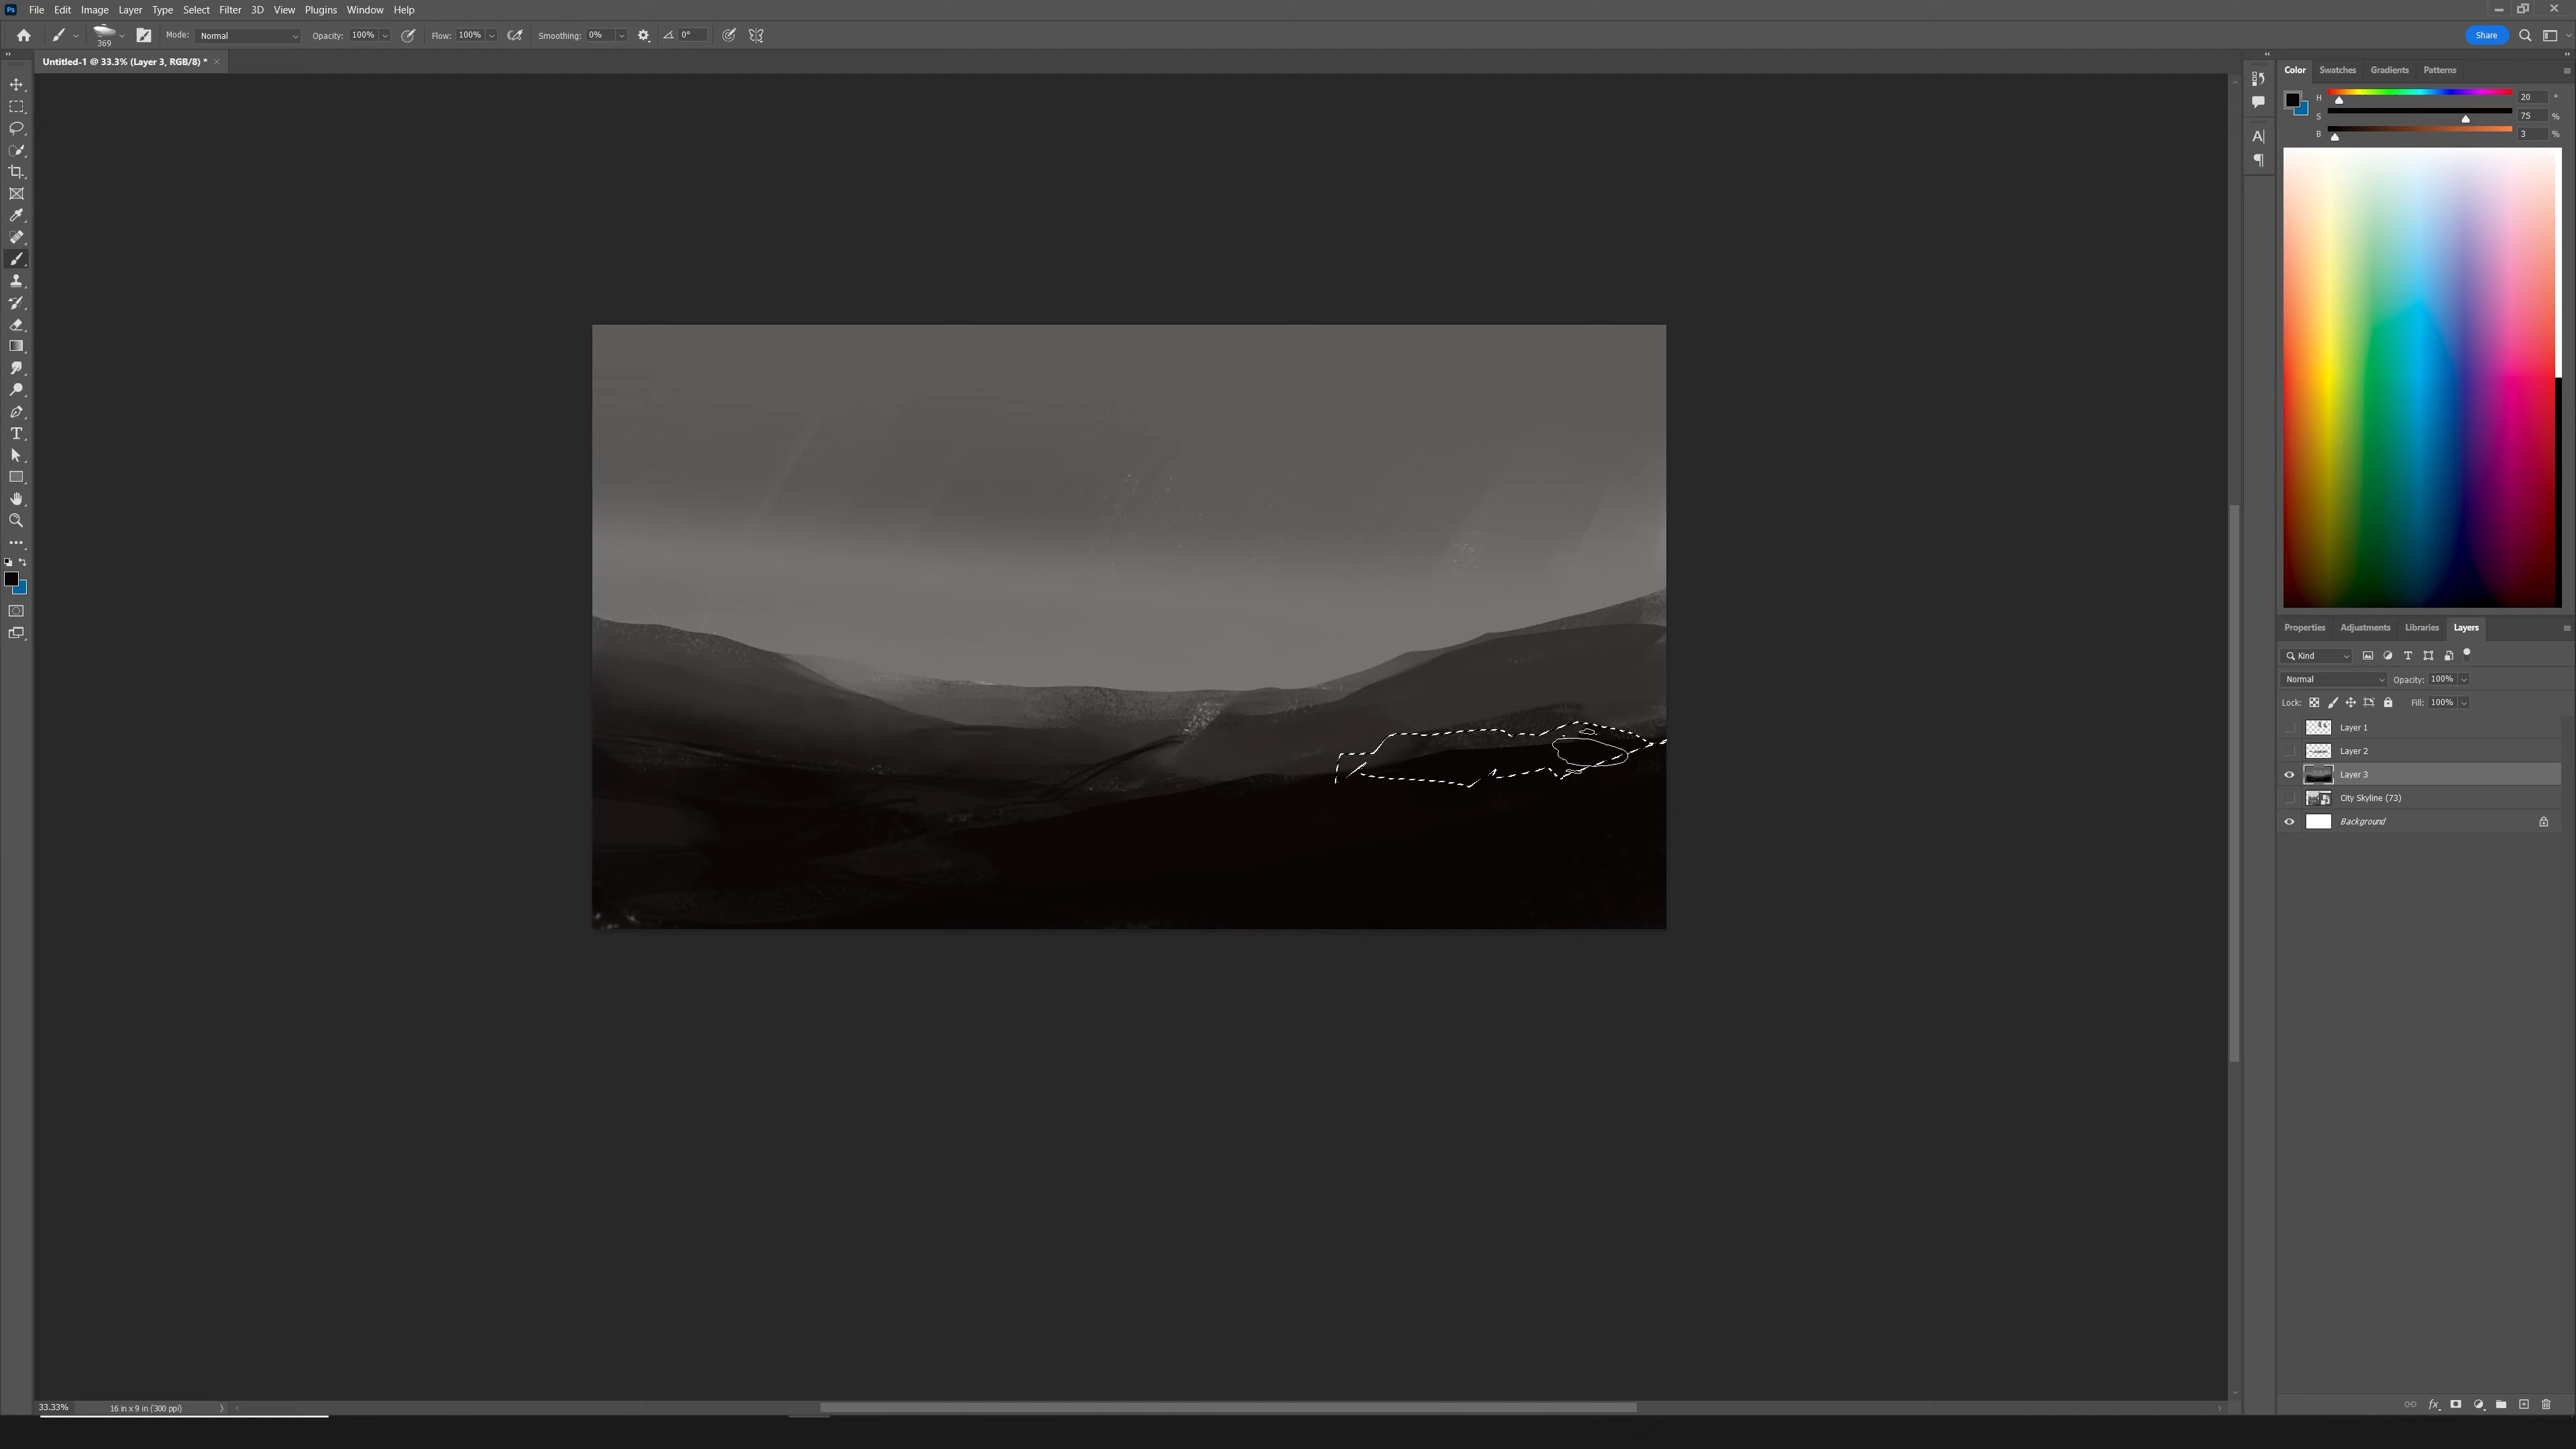 Ps File Edit Image Layer Type Select Filter 3D View Plugins Window Help
369 Mode: Normal Opacity: 100% Flow: 100% Smoothing: 0% 0° Share
Untitled-1 @ 33.3% (Layer 3, RGB/8) *
Color Swatches Gradients Patterns
H 20 °
S 75 %
B 3 %
Properties Adjustments Libraries Layers
Kind
Normal Opacity: 100%
Lock: Fill: 100%
Layer 1
Layer 2
Layer 3
City Skyline (73)
Background
33.33% 16 in x 9 in (300 ppi)